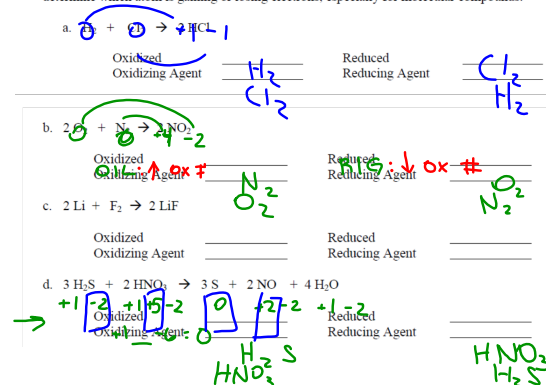 a. H₂ + Cl₂ → 2 HCl
0 0 +1 -1
Oxidized H₂ Reduced Cl₂
Oxidizing Agent Cl₂ Reducing Agent H₂
b. 2 O₂ + N₂ → 2 NO₂
0 0 +4 -2
Oxidized Reduced
OIL: ↑ ox # RIG: ↓ ox #
Oxidizing Agent Reducing Agent
N₂ O₂
O₂ N₂
c. 2 Li + F₂ → 2 LiF
Oxidized Reduced
Oxidizing Agent Reducing Agent
d. 3 H₂S + 2 HNO₃ → 3 S + 2 NO + 4 H₂O
+1 -2 +1 +5 -2 0 +2 -2 +1 -2
→ Oxidized Reduced
Oxidizing Agent Reducing Agent
H₂S HNO₃
HNO₃ H₂S